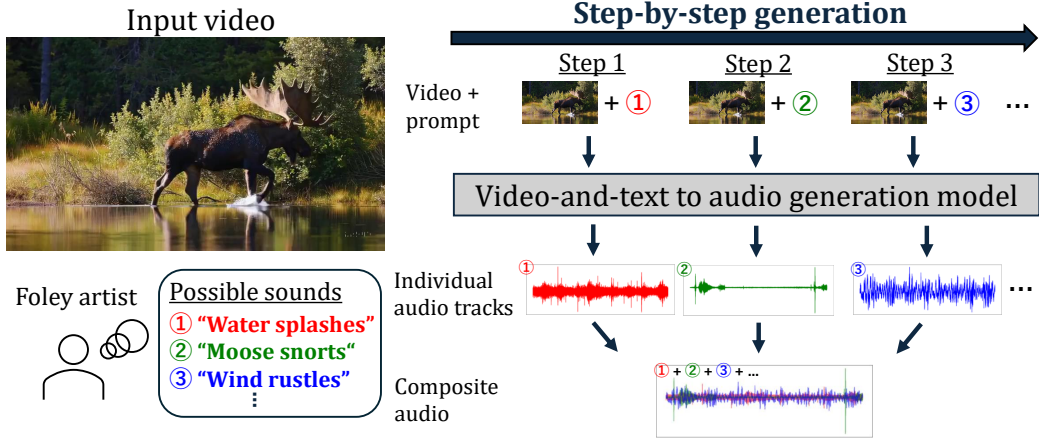 Input video
Foley artist
Possible sounds
① “Water splashes”
② “Moose snorts“
③ “Wind rustles”
⋮
Step-by-step generation
Step 1
Step 2
Step 3
Video +
prompt
+ ①
+ ②
+ ③
...
Video-and-text to audio generation model
Individual
audio tracks
①
②
③
...
Composite
audio
① + ② + ③ + ...